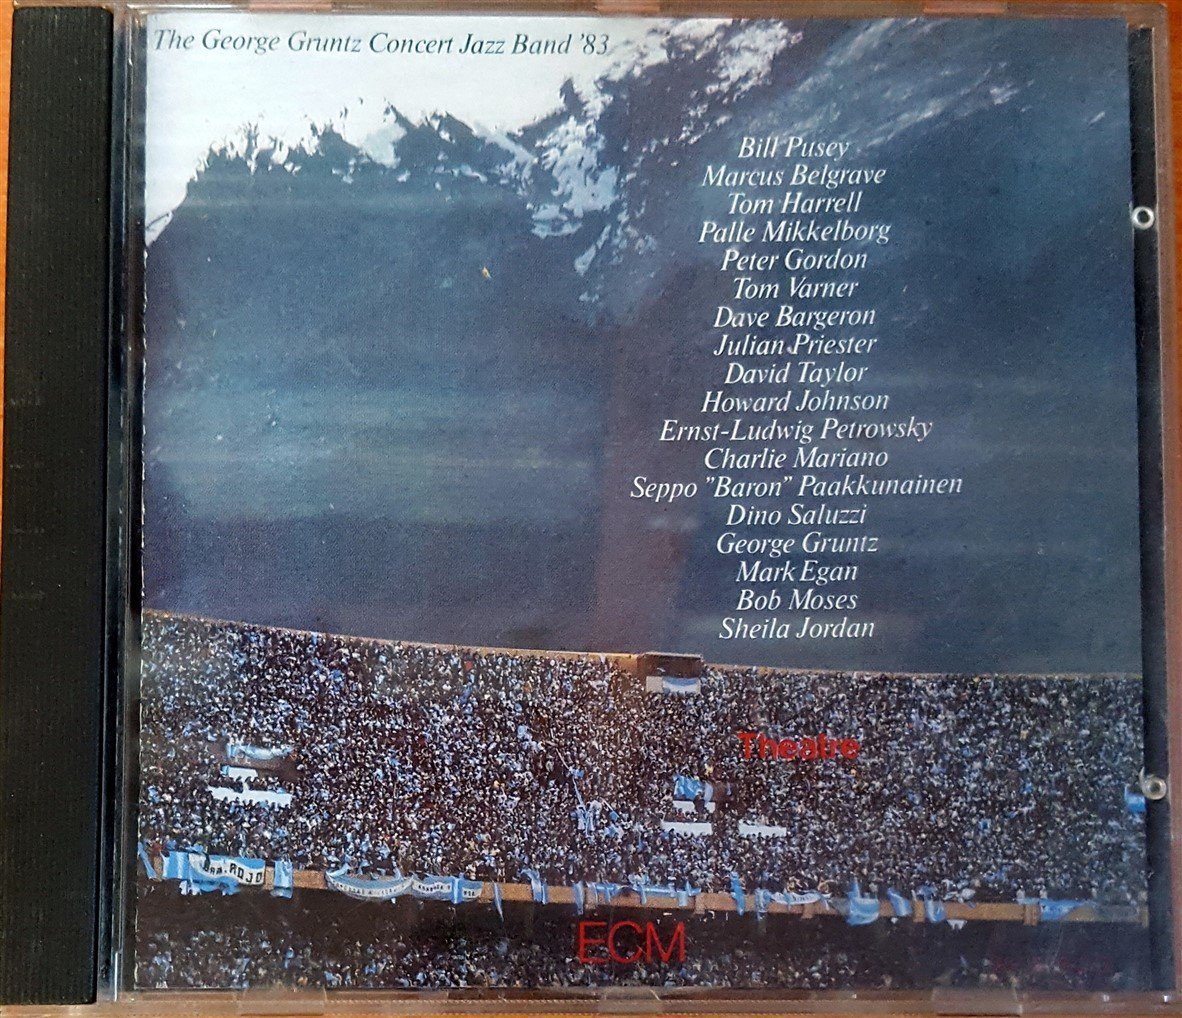 The George Gruntz Concert Jazz Band '83
Bill Pusey
Marcus Belgrave
Tom Harrell
Palle Mikkelborg
Peter Gordon
Tom Varner
Dave Bargeron
Julian Priester
David Taylor
Howard Johnson
Ernst-Ludwig Petrowsky
Charlie Mariano
Seppo "Baron" Paakkunainen
Dino Saluzzi
George Gruntz
Mark Egan
Bob Moses
Sheila Jordan
Theatre
ECM